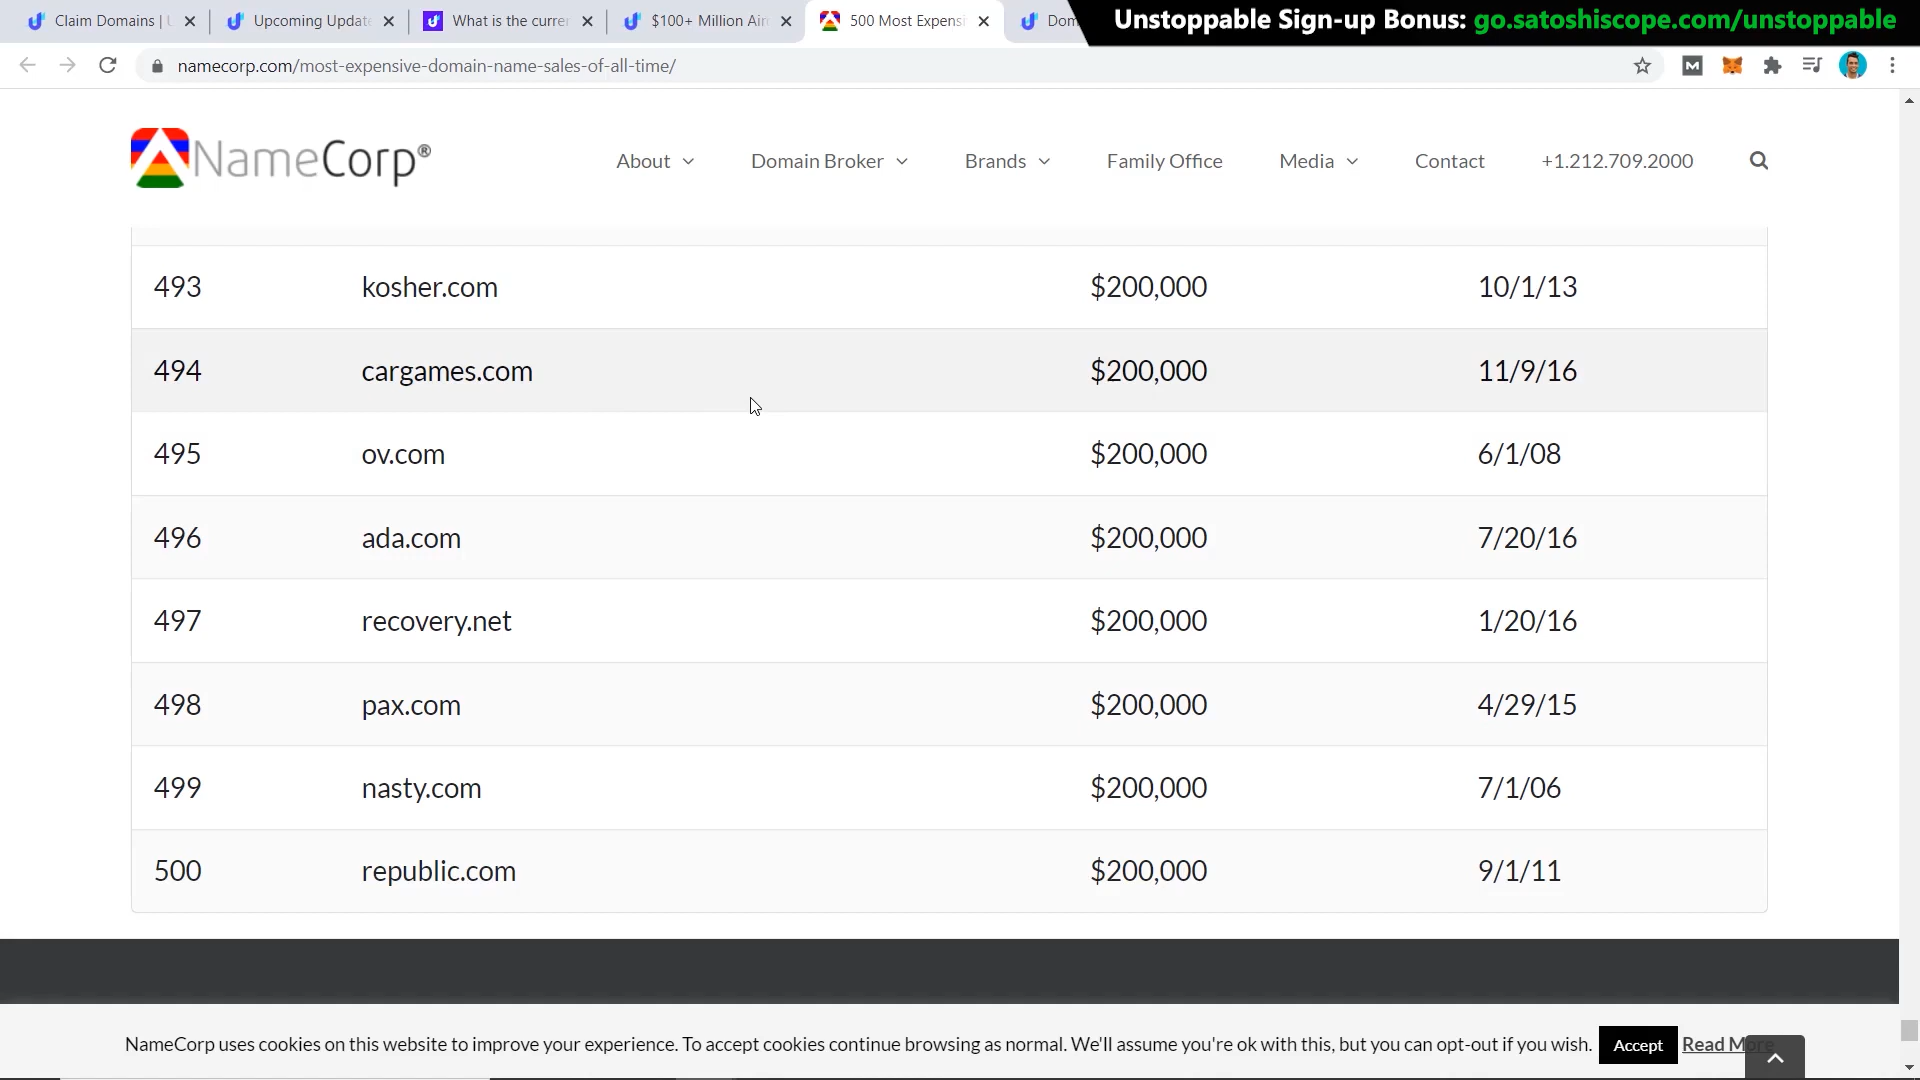 Claim Domains |
Upcoming Update
What is the curren
$100+ Million Air
500 Most Expensi
Dom
Unstoppable Sign-up Bonus: go.satoshiscope.com/unstoppable
namecorp.com/most-expensive-domain-name-sales-of-all-time/
NameCorp®
About
Domain Broker
Brands
Family Office
Media
Contact
+1.212.709.2000
493 kosher.com $200,000 10/1/13
494 cargames.com $200,000 11/9/16
495 ov.com $200,000 6/1/08
496 ada.com $200,000 7/20/16
497 recovery.net $200,000 1/20/16
498 pax.com $200,000 4/29/15
499 nasty.com $200,000 7/1/06
500 republic.com $200,000 9/1/11
NameCorp uses cookies on this website to improve your experience. To accept cookies continue browsing as normal. We'll assume you're ok with this, but you can opt-out if you wish. Accept Read More